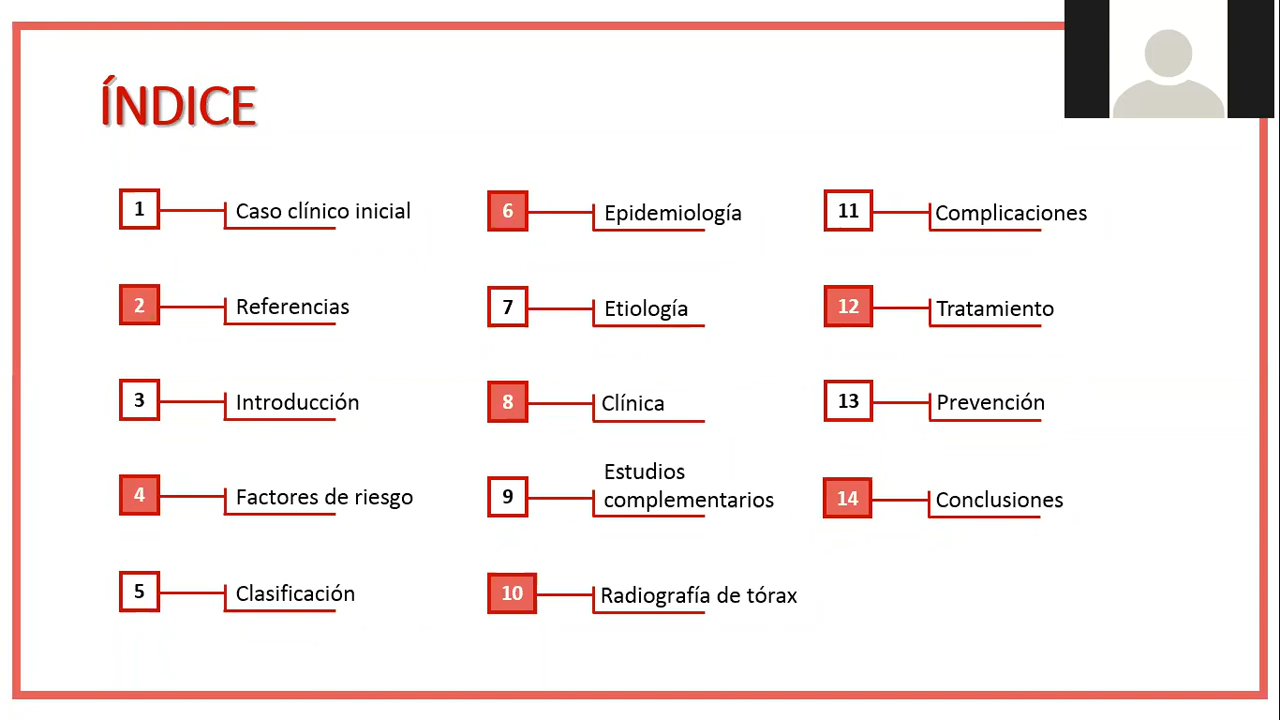 ÍNDICE
1 Caso clínico inicial
2 Referencias
3 Introducción
4 Factores de riesgo
5 Clasificación
6 Epidemiología
7 Etiología
8 Clínica
9 Estudios
complementarios
10 Radiografía de tórax
11 Complicaciones
12 Tratamiento
13 Prevención
14 Conclusiones